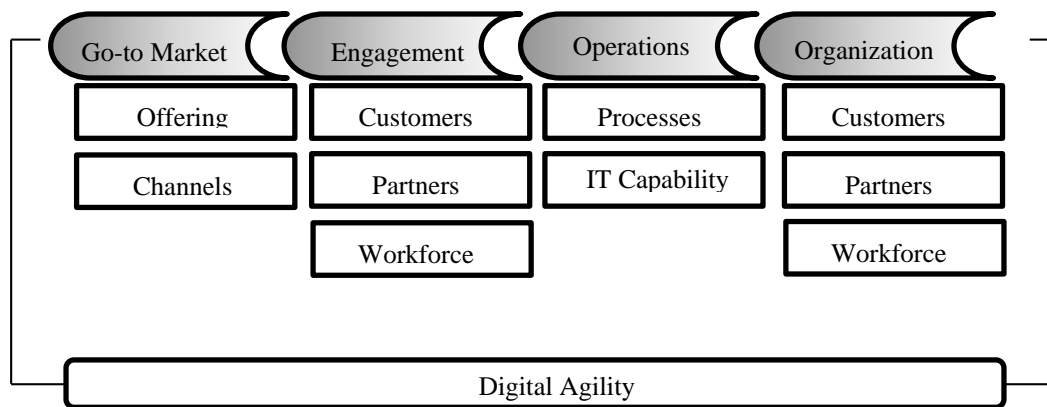 Go-to Market
Engagement
Operations
Organization
Offering
Customers
Processes
Customers
Channels
Partners
IT Capability
Partners
Workforce
Workforce
Digital Agility